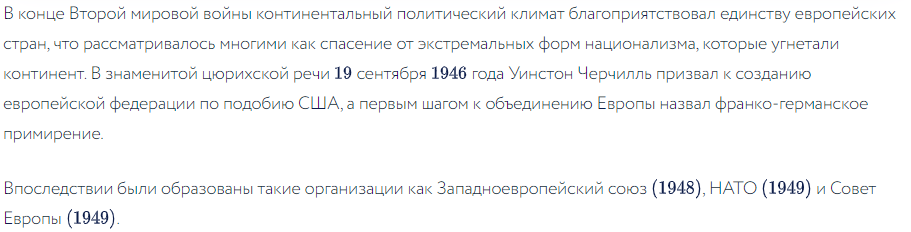 В конце Второй мировой войны континентальный политический климат благоприятствовал единству европейских
стран, что рассматривалось многими как спасение от экстремальных форм национализма, которые угнетали
континент. В знаменитой цюрихской речи 19 сентября 1946 года Уинстон Черчилль призвал к созданию
европейской федерации по подобию США, а первым шагом к объединению Европы назвал франко-германское
примирение.
Впоследствии были образованы такие организации как Западноевропейский союз (1948), НАТО (1949) и Совет
Европы (1949).